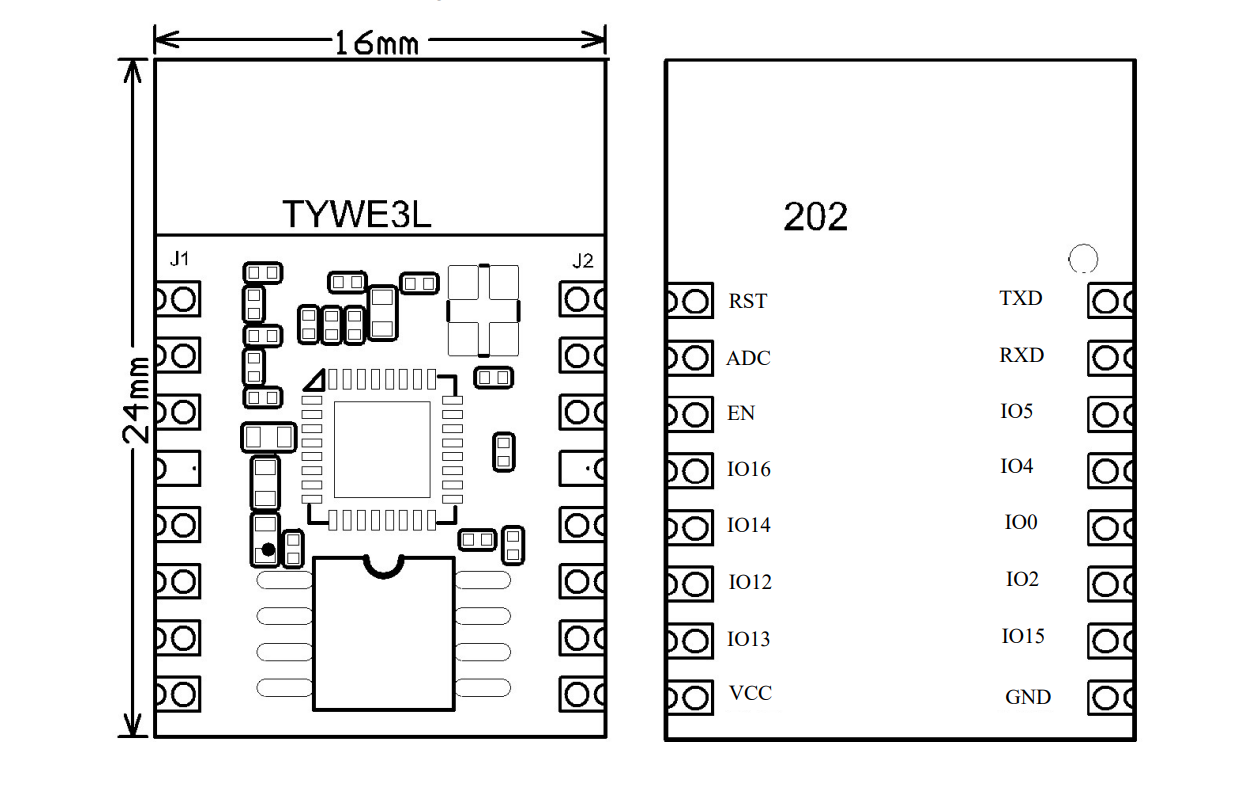 16mm
24mm
TYWE3L
J1
J2
202
RST
TXD
ADC
RXD
EN
IO5
IO16
IO4
IO14
IO0
IO12
IO2
IO13
IO15
VCC
GND